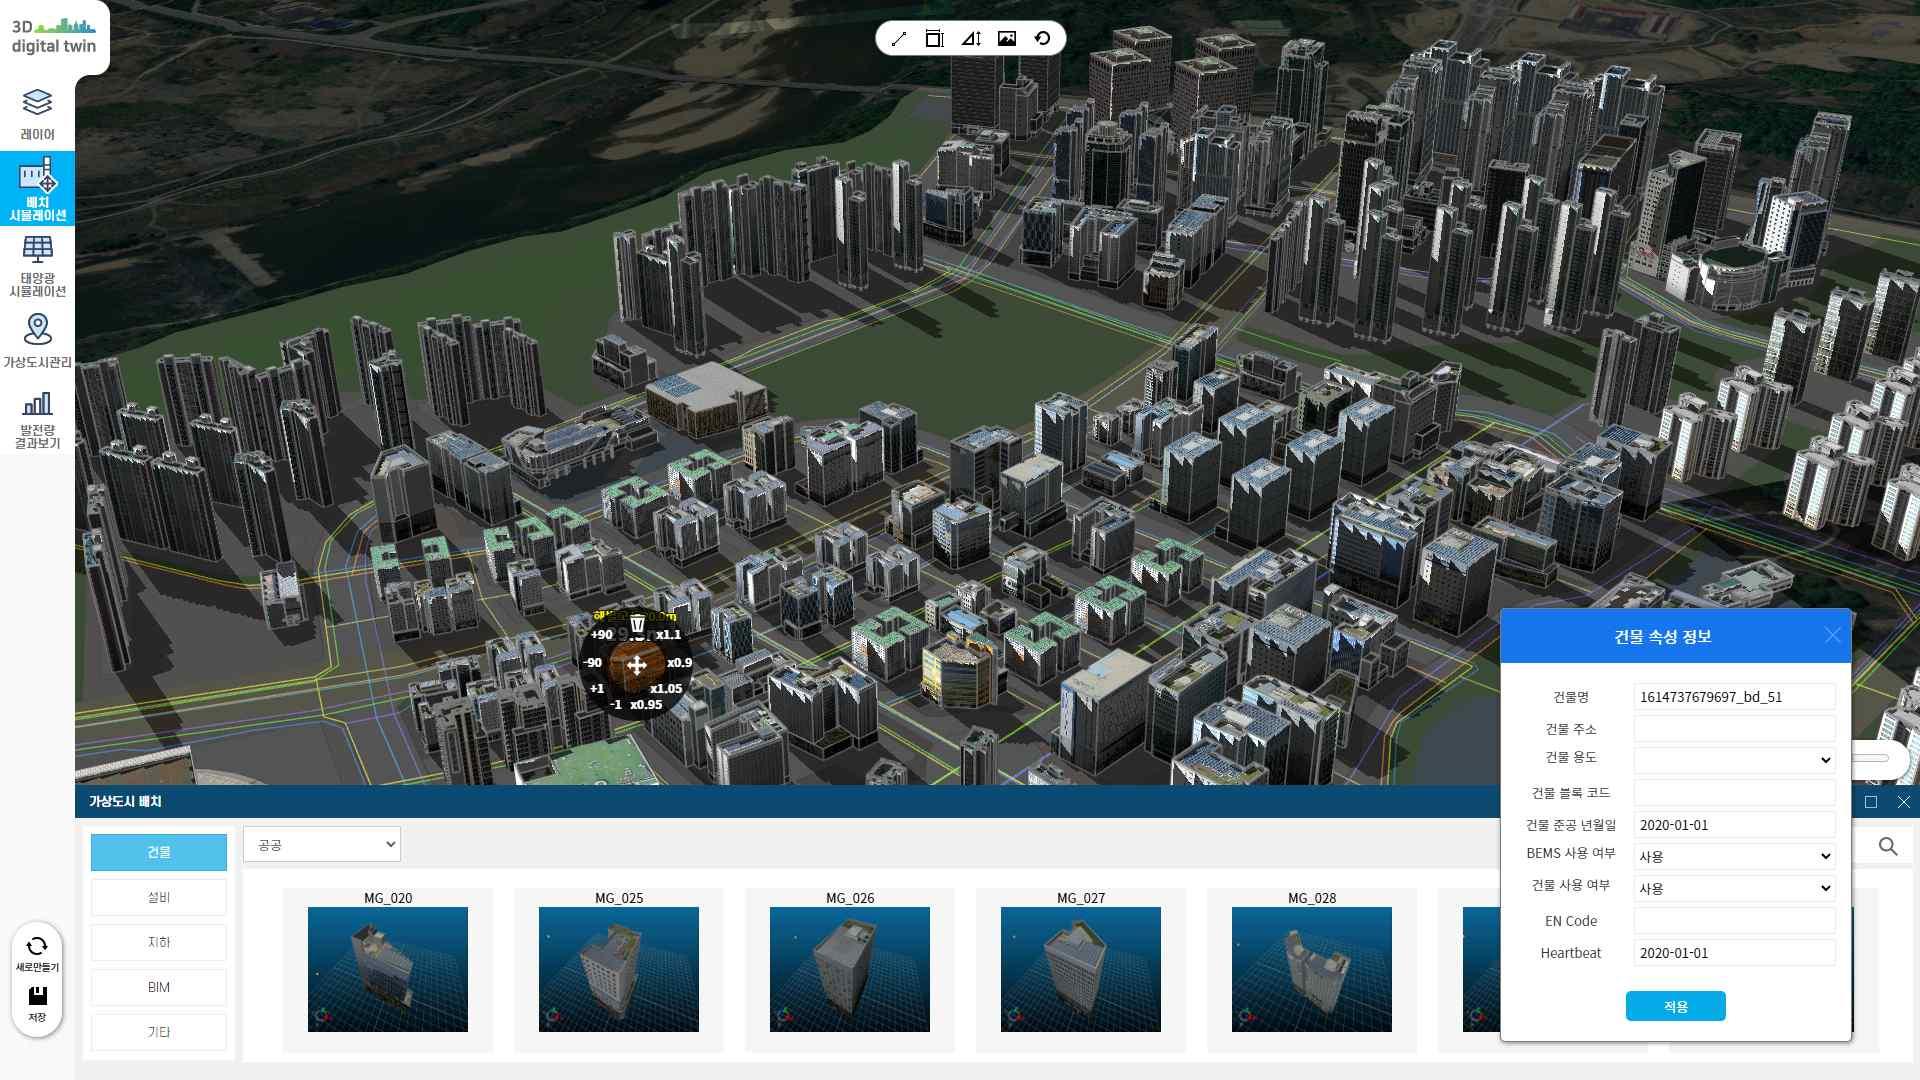 3D
digital twin
레이어
배치
시뮬레이션
태양광
시뮬레이션
가상도시관리
발전량
결과보기
새로만들기
저장
+90
x1.1
-90
x0.9
+1
x1.05
-1
x0.95
가상도시 배치
건물
설비
지하
BIM
기타
공공
MG_020
MG_025
MG_026
MG_027
MG_028
건물 속성 정보
건물명
1614737679697_bd_51
건물 주소
건물 용도
건물 블록 코드
건물 준공 년월일
2020-01-01
BEMS 사용 여부
사용
건물 사용 여부
사용
EN Code
Heartbeat
2020-01-01
적용